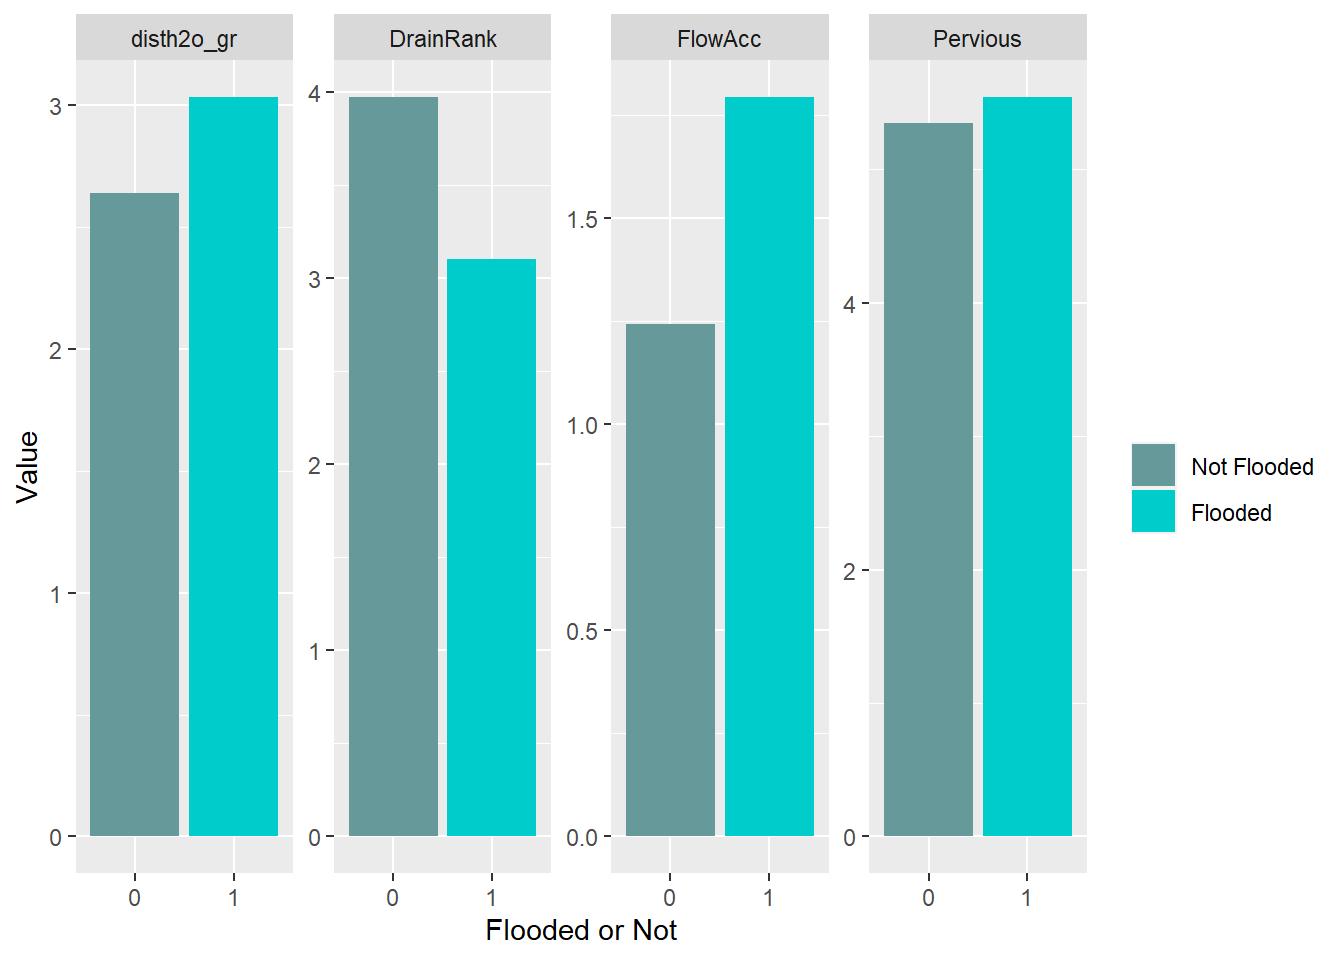 disth2o_gr
DrainRank
FlowAcc
Pervious
Value
3
2
1
0
4
3
2
1
0
1.5
1.0
0.5
0.0
4
2
0
0 1
0 1
0 1
0 1
Flooded or Not
Not Flooded
Flooded